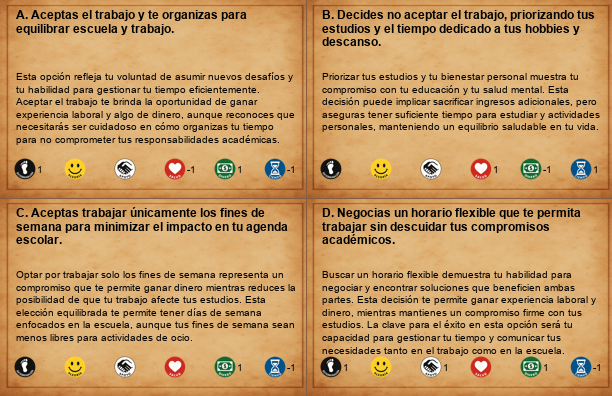 A. Aceptas el trabajo y te organizas para
equilibrar escuela y trabajo.
Esta opción refleja tu voluntad de asumir nuevos desafíos y
tu habilidad para gestionar tu tiempo eficientemente.
Aceptar el trabajo te brinda la oportunidad de ganar
experiencia laboral y algo de dinero, aunque reconoces que
necesitarás ser cuidadoso en cómo organizas tu tiempo
para no comprometer tus responsabilidades académicas.
1 -1 1 -1
B. Decides no aceptar el trabajo, priorizando tus
estudios y el tiempo dedicado a tus hobbies y
descanso.
Priorizar tus estudios y tu bienestar personal muestra tu
compromiso con tu educación y tu salud mental. Esta
decisión puede implicar sacrificar ingresos adicionales, pero
aseguras tener suficiente tiempo para estudiar y actividades
personales, manteniendo un equilibrio saludable en tu vida.
1 -1 1
C. Aceptas trabajar únicamente los fines de
semana para minimizar el impacto en tu agenda
escolar.
Optar por trabajar solo los fines de semana representa un
compromiso que te permite ganar dinero mientras reduces la
posibilidad de que tu trabajo afecte tus estudios. Esta
elección equilibrada te permite tener días de semana
enfocados en la escuela, aunque tus fines de semana sean
menos libres para actividades de ocio.
1 -1
D. Negocias un horario flexible que te permita
trabajar sin descuidar tus compromisos
académicos.
Buscar un horario flexible demuestra tu habilidad para
negociar y encontrar soluciones que beneficien ambas
partes. Esta decisión te permite ganar experiencia laboral y
dinero, mientras mantienes un compromiso firme con tus
estudios. La clave para el éxito en esta opción será tu
capacidad para gestionar tu tiempo y comunicar tus
necesidades tanto en el trabajo como en la escuela.
1 1 1 -1